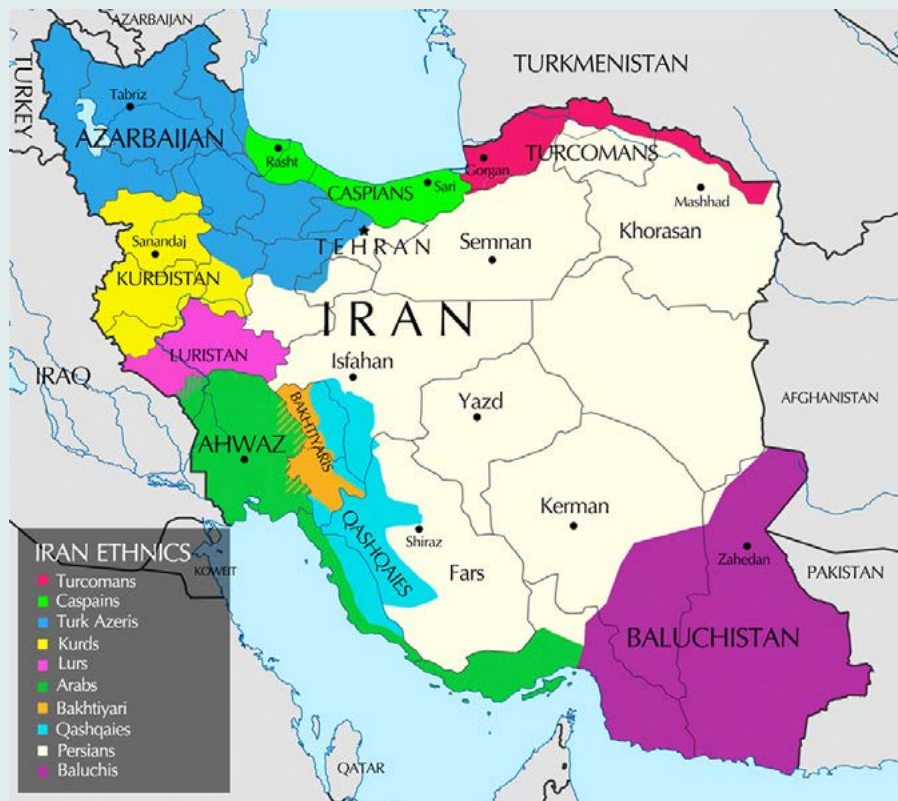 AZARBAIJAN
TURKEY
TURKMENISTAN
Tabriz
AZARBAIJAN
Rasht
CASPIANS
Sari
Gorgan
TURCOMANS
Mashhad
Khorasan
TEHRAN
Semnan
Sanandaj
KURDISTAN
IRAN
LURISTAN
Isfahan
IRAQ
Yazd
AFGHANISTAN
BAKHTIYARIS
AHWAZ
Kerman
QASHQAIES
Shiraz
Fars
Zahedan
PAKISTAN
KOWEIT
BALUCHISTAN
QATAR
IRAN ETHNICS
Turcomans
Caspains
Turk Azeris
Kurds
Lurs
Arabs
Bakhtiyari
Qashqaies
Persians
Baluchis